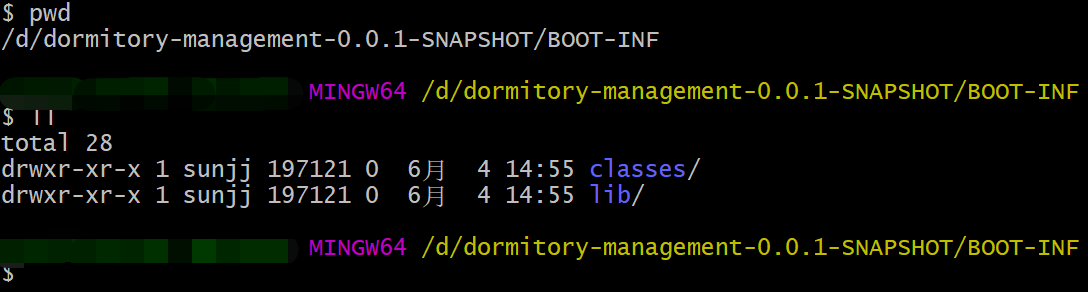 $ pwd
/d/dormitory-management-0.0.1-SNAPSHOT/BOOT-INF
MINGW64 /d/dormitory-management-0.0.1-SNAPSHOT/BOOT-INF
$ ll
total 28
drwxr-xr-x 1 sunjj 197121 0  6月   4 14:55 classes/
drwxr-xr-x 1 sunjj 197121 0  6月   4 14:55 lib/
MINGW64 /d/dormitory-management-0.0.1-SNAPSHOT/BOOT-INF
$